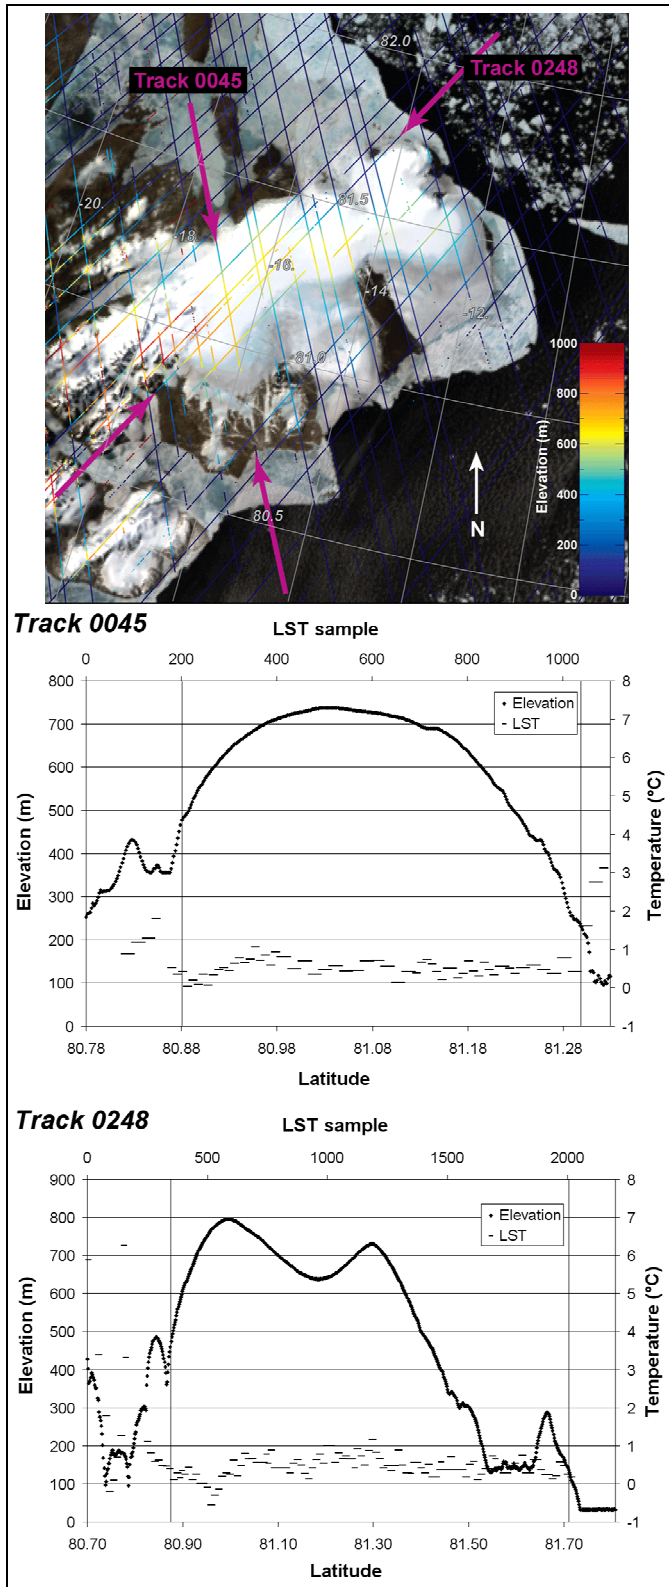 82.0
Track 0045
Track 0248
-20.
81.5
-18.
-16.
-14.
-12.
81.0
80.5
N
Elevation (m)
1000
800
600
400
200
0
Track 0045
LST sample
0 200 400 600 800 1000
800
700
600
500
400
300
200
100
0
Elevation (m)
Elevation
LST
8
7
6
5
4
3
2
1
0
-1
Temperature (°C)
80.78 80.88 80.98 81.08 81.18 81.28
Latitude
Track 0248
LST sample
0 500 1000 1500 2000
900
800
700
600
500
400
300
200
100
0
Elevation (m)
Elevation
LST
8
7
6
5
4
3
2
1
0
-1
Temperature (°C)
80.70 80.90 81.10 81.30 81.50 81.70
Latitude